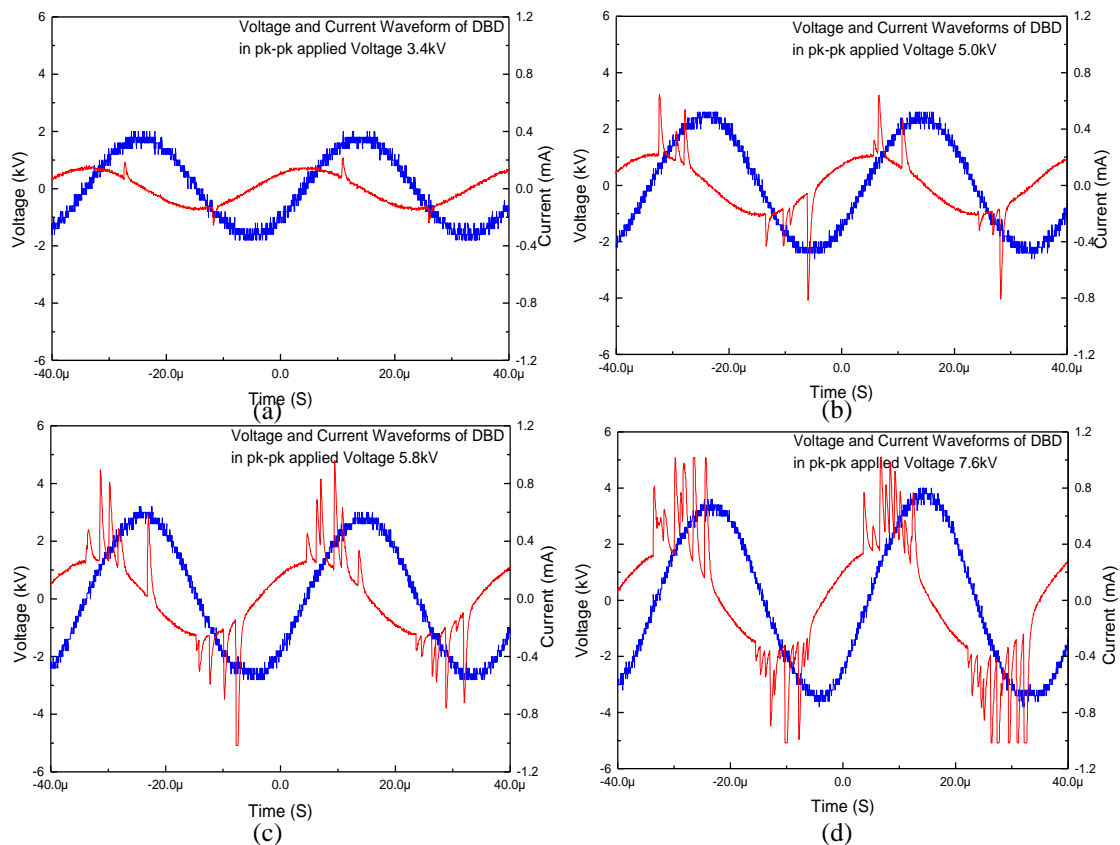 Voltage and Current Waveform of DBD
in pk-pk applied Voltage 3.4kV
Voltage (kV)
6
4
2
0
-2
-4
-6
Current (mA)
1.2
0.8
0.4
0.0
-0.4
-0.8
-1.2
-40.0µ -20.0µ 0.0 20.0µ 40.0µ
Time (S)
(a)
Voltage and Current Waveforms of DBD
in pk-pk applied Voltage 5.0kV
Voltage (kV)
6
4
2
0
-2
-4
-6
Current (mA)
1.2
0.8
0.4
0.0
-0.4
-0.8
-1.2
-40.0µ -20.0µ 0.0 20.0µ 40.0µ
Time (S)
(b)
Voltage and Current Waveforms of DBD
in pk-pk applied Voltage 5.8kV
Voltage (kV)
6
4
2
0
-2
-4
-6
Current (mA)
1.2
0.8
0.4
0.0
-0.4
-0.8
-1.2
-40.0µ -20.0µ 0.0 20.0µ 40.0µ
Time (S)
(c)
Voltage and Current Waveforms of DBD
in pk-pk applied Voltage 7.6kV
Voltage (kV)
6
4
2
0
-2
-4
-6
Current (mA)
1.2
0.8
0.4
0.0
-0.4
-0.8
-1.2
-40.0µ -20.0µ 0.0 20.0µ 40.0µ
Time (S)
(d)